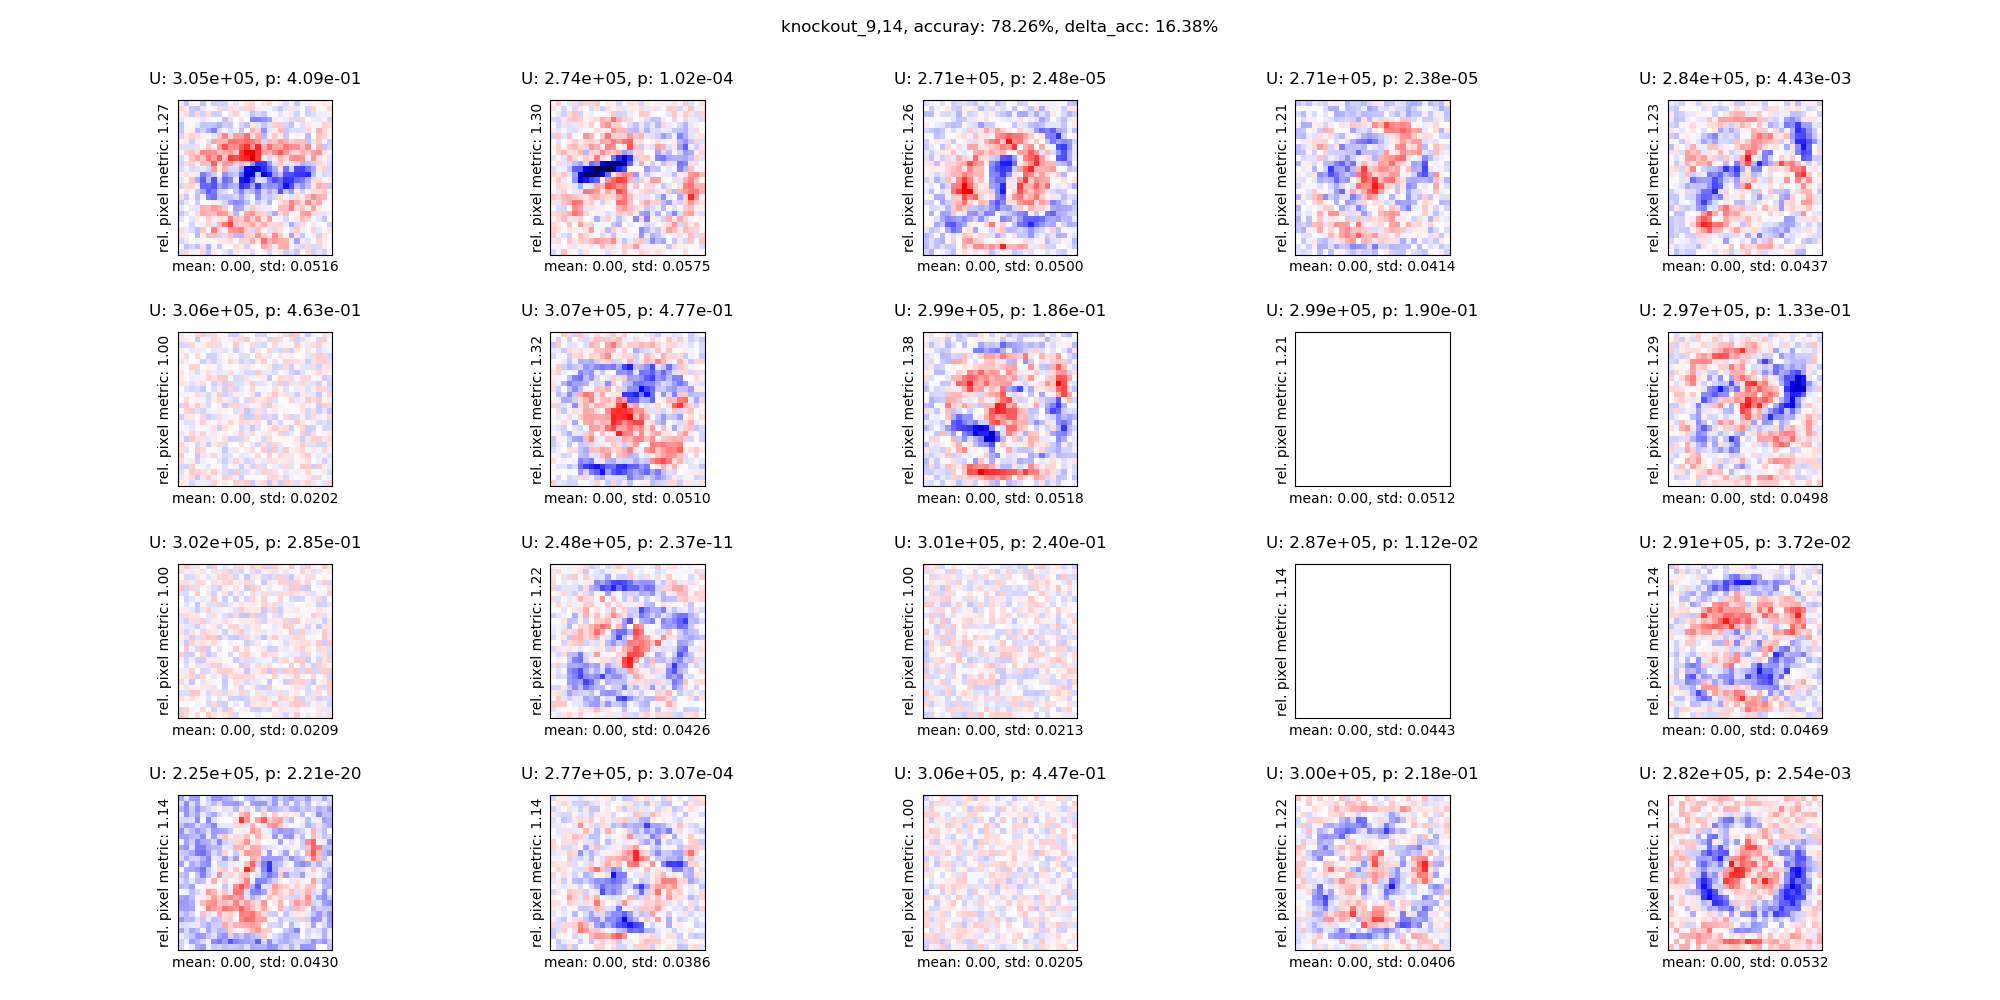 knockout_9,14, accuray: 78.26%, delta_acc: 16.38%
U: 3.05e+05, p: 4.09e-01
rel. pixel metric: 1.27
mean: 0.00, std: 0.0516
U: 2.74e+05, p: 1.02e-04
rel. pixel metric: 1.30
mean: 0.00, std: 0.0575
U: 2.71e+05, p: 2.48e-05
rel. pixel metric: 1.26
mean: 0.00, std: 0.0500
U: 2.71e+05, p: 2.38e-05
rel. pixel metric: 1.21
mean: 0.00, std: 0.0414
U: 2.84e+05, p: 4.43e-03
rel. pixel metric: 1.23
mean: 0.00, std: 0.0437
U: 3.06e+05, p: 4.63e-01
rel. pixel metric: 1.00
mean: 0.00, std: 0.0202
U: 3.07e+05, p: 4.77e-01
rel. pixel metric: 1.32
mean: 0.00, std: 0.0510
U: 2.99e+05, p: 1.86e-01
rel. pixel metric: 1.38
mean: 0.00, std: 0.0518
U: 2.99e+05, p: 1.90e-01
rel. pixel metric: 1.21
mean: 0.00, std: 0.0512
U: 2.97e+05, p: 1.33e-01
rel. pixel metric: 1.29
mean: 0.00, std: 0.0498
U: 3.02e+05, p: 2.85e-01
rel. pixel metric: 1.00
mean: 0.00, std: 0.0209
U: 2.48e+05, p: 2.37e-11
rel. pixel metric: 1.22
mean: 0.00, std: 0.0426
U: 3.01e+05, p: 2.40e-01
rel. pixel metric: 1.00
mean: 0.00, std: 0.0213
U: 2.87e+05, p: 1.12e-02
rel. pixel metric: 1.14
mean: 0.00, std: 0.0443
U: 2.91e+05, p: 3.72e-02
rel. pixel metric: 1.24
mean: 0.00, std: 0.0469
U: 2.25e+05, p: 2.21e-20
rel. pixel metric: 1.14
mean: 0.00, std: 0.0430
U: 2.77e+05, p: 3.07e-04
rel. pixel metric: 1.14
mean: 0.00, std: 0.0386
U: 3.06e+05, p: 4.47e-01
rel. pixel metric: 1.00
mean: 0.00, std: 0.0205
U: 3.00e+05, p: 2.18e-01
rel. pixel metric: 1.22
mean: 0.00, std: 0.0406
U: 2.82e+05, p: 2.54e-03
rel. pixel metric: 1.22
mean: 0.00, std: 0.0532